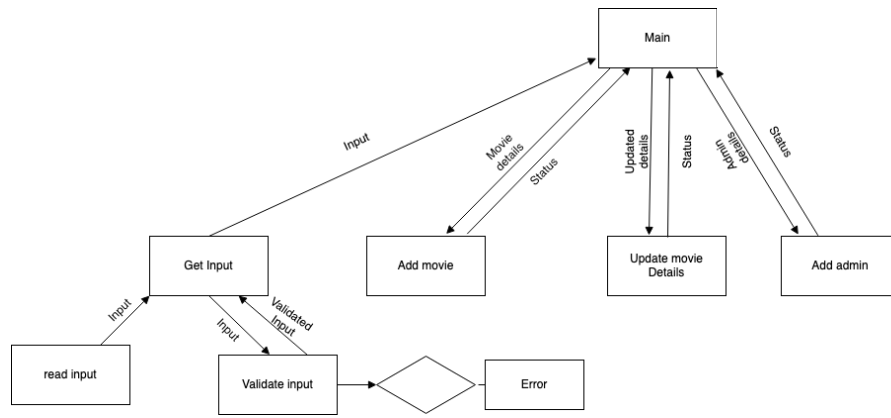 Main
Input
Movie
details
Status
Updated
details
Status
Admin
details
Status
Get Input
Add movie
Update movie
Details
Add admin
Input
Input
Validated
Input
read input
Validate input
Error